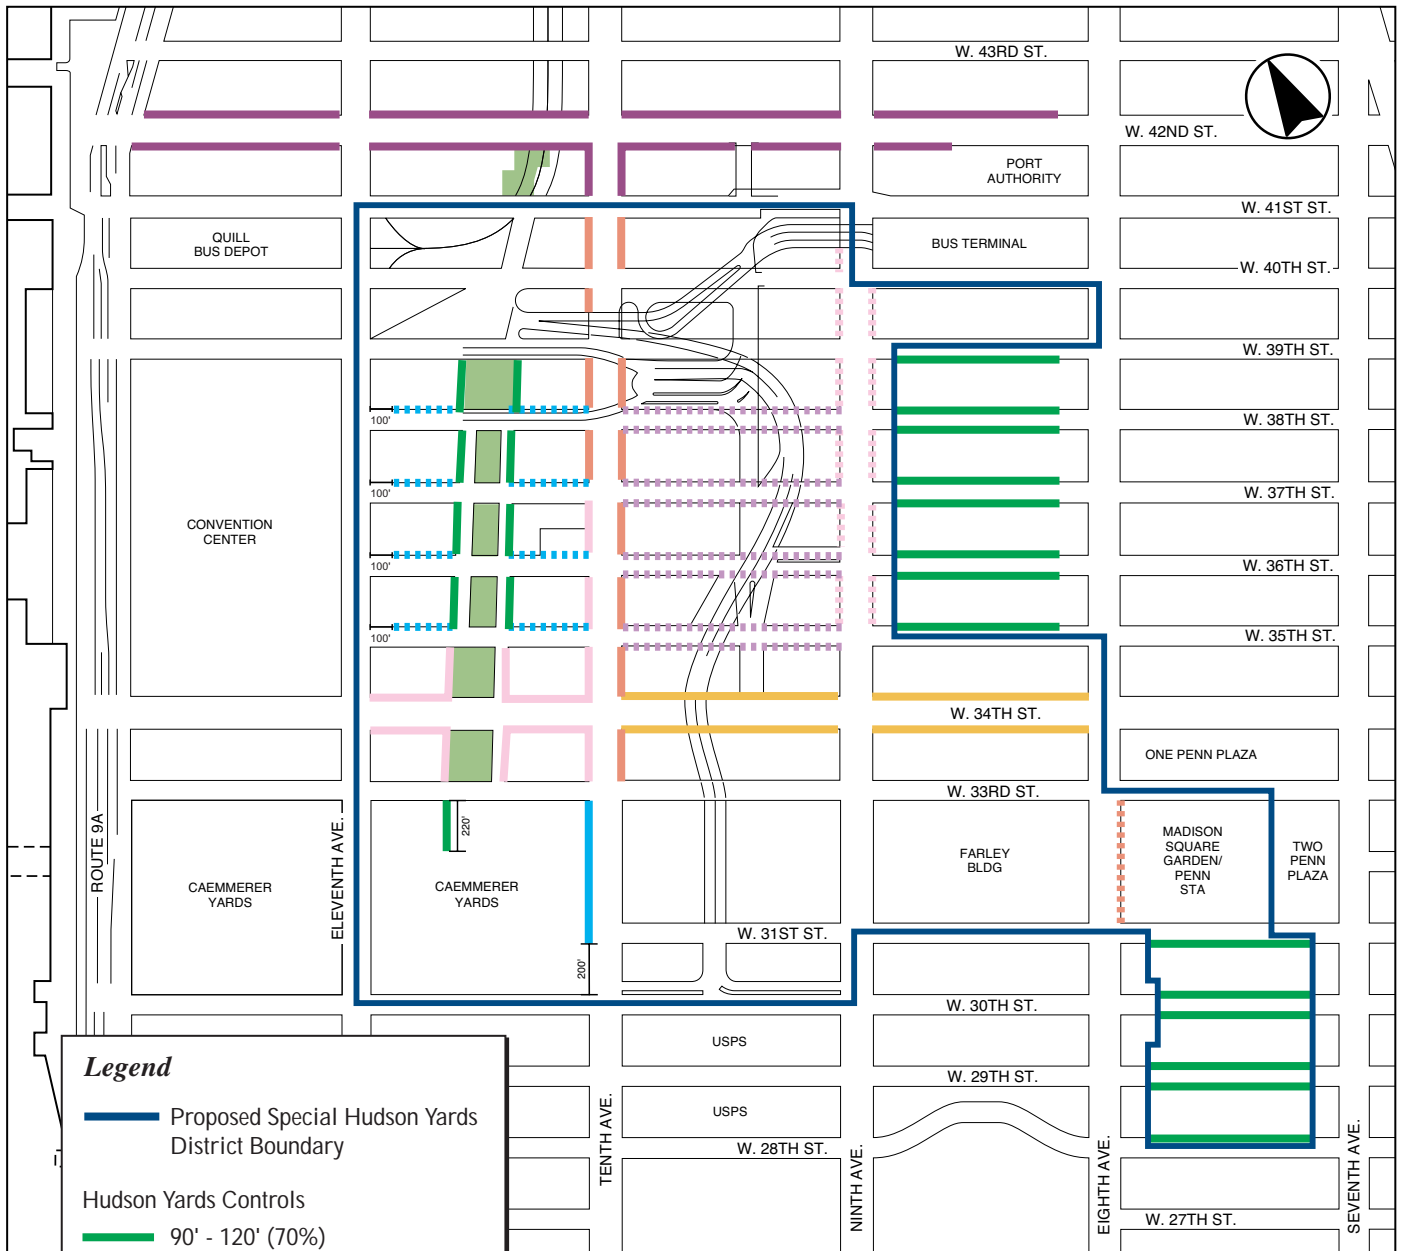 W. 43RD ST.
W. 42ND ST.
PORT
AUTHORITY
W. 41ST ST.
QUILL
BUS DEPOT
BUS TERMINAL
W. 40TH ST.
W. 39TH ST.
100'
W. 38TH ST.
100'
W. 37TH ST.
CONVENTION
CENTER
100'
W. 36TH ST.
100'
W. 35TH ST.
W. 34TH ST.
ONE PENN PLAZA
W. 33RD ST.
ROUTE 9A
ELEVENTH AVE.
220'
CAEMMERER
YARDS
CAEMMERER
YARDS
FARLEY
BLDG
MADISON
SQUARE
GARDEN/
PENN
STA
TWO
PENN
PLAZA
W. 31ST ST.
200'
W. 30TH ST.
USPS
W. 29TH ST.
USPS
W. 28TH ST.
TENTH AVE.
NINTH AVE.
EIGHTH AVE.
SEVENTH AVE.
W. 27TH ST.
Legend
Proposed Special Hudson Yards
District Boundary
Hudson Yards Controls
90' - 120' (70%)